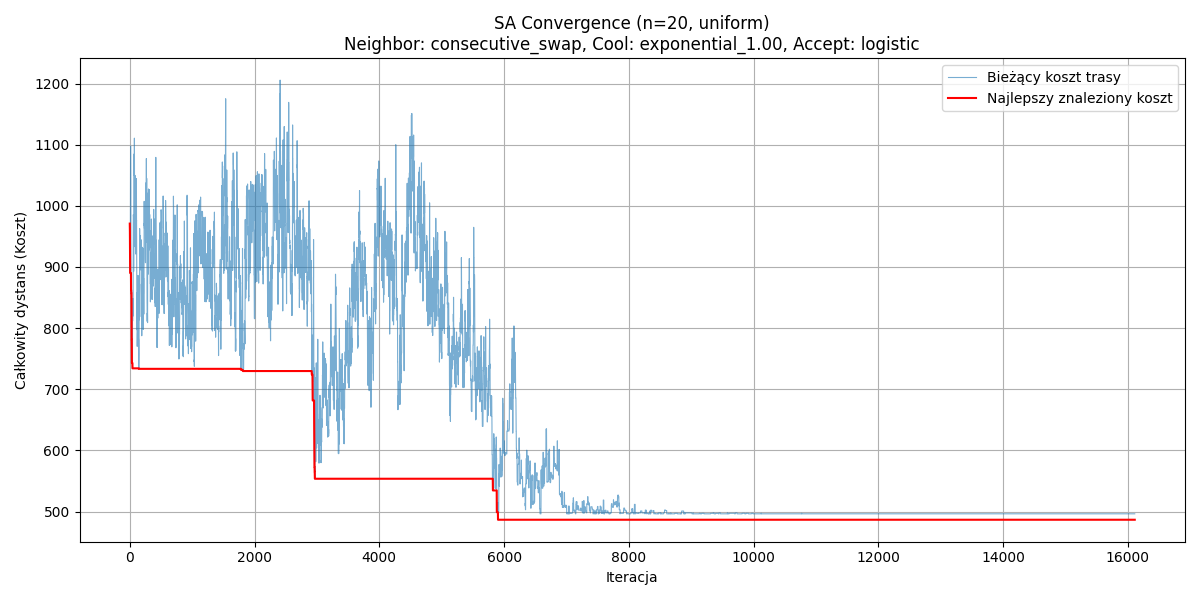 SA Convergence (n=20, uniform)
Neighbor: consecutive_swap, Cool: exponential_1.00, Accept: logistic
Bieżący koszt trasy
Najlepszy znaleziony koszt
Całkowity dystans (Koszt)
1200
1100
1000
900
800
700
600
500
0 2000 4000 6000 8000 10000 12000 14000 16000
Iteracja